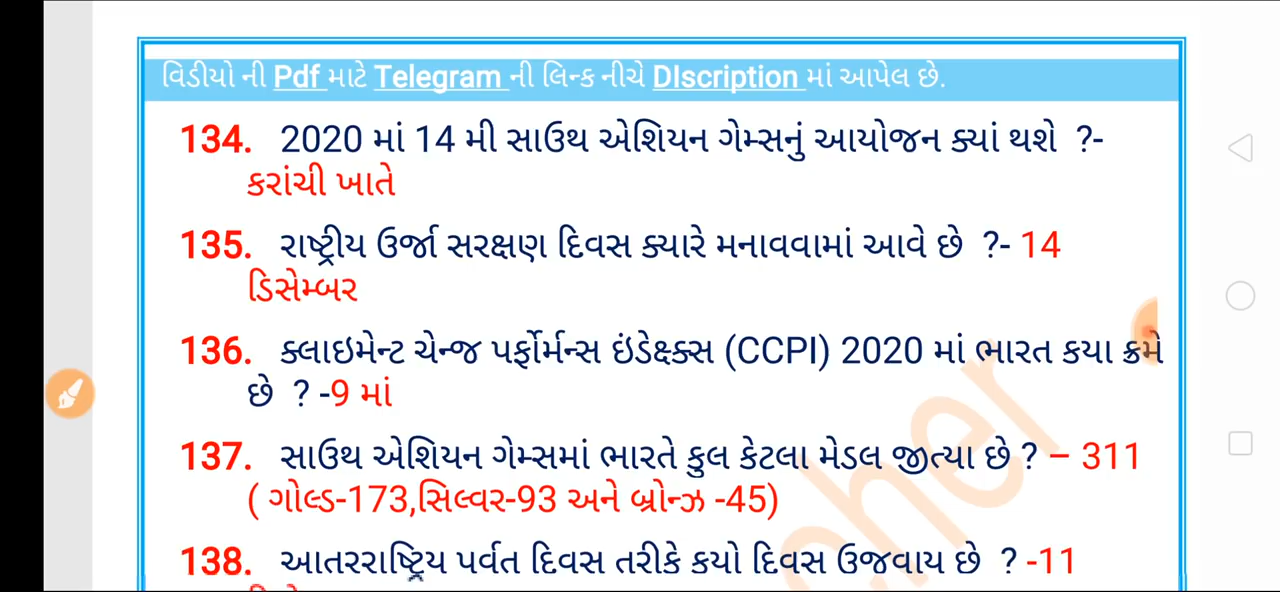 વિડીયો ની Pdf માટે Telegram ની લિન્ક નીચે DIscription માં આપેલ છે.
134. 2020 માં 14 મી સાઉથ એશિયન ગેમ્સનું આયોજન ક્યાં થશે ?-
કરાંચી ખાતે
135. રાષ્ટ્રીય ઉર્જા સરક્ષણ દિવસ ક્યારે મનાવવામાં આવે છે ?- 14
ડિસેમ્બર
136. ક્લાઇમેન્ટ ચેન્જ પર્ફોર્મન્સ ઇંડેક્ષ્ક્સ (CCPI) 2020 માં ભારત કયા ક્રમે
છે ? -9 માં
137. સાઉથ એશિયન ગેમ્સમાં ભારતે કુલ કેટલા મેડલ જીત્યા છે ? – 311
( ગોલ્ડ-173,સિલ્વર-93 અને બ્રોન્ઝ -45)
138. આતરરાષ્ટ્રિય પર્વત દિવસ તરીકે કયો દિવસ ઉજવાય છે ? -11